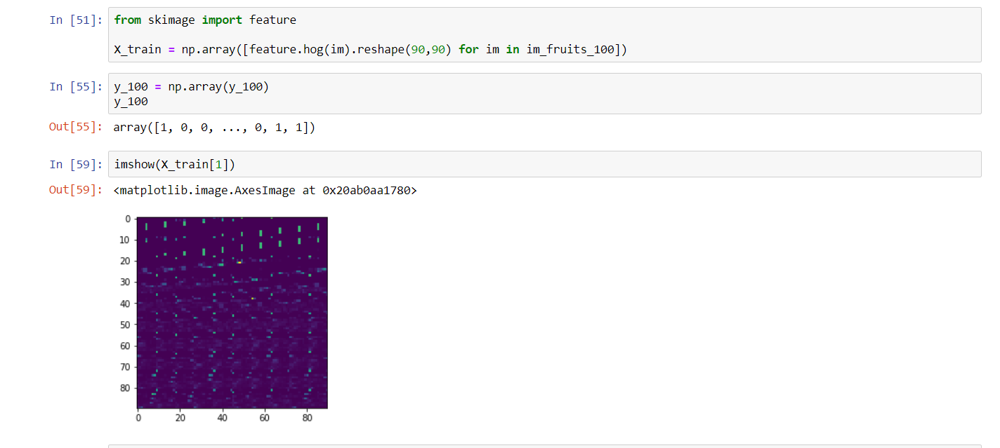 In [51]: from skimage import feature
X_train = np.array([feature.hog(im).reshape(90,90) for im in im_fruits_100])
In [55]: y_100 = np.array(y_100)
y_100
Out[55]: array([1, 0, 0, ..., 0, 1, 1])
In [59]: imshow(X_train[1])
Out[59]: <matplotlib.image.AxesImage at 0x20ab0aa1780>
0
10
20
30
40
50
60
70
80
0 20 40 60 80